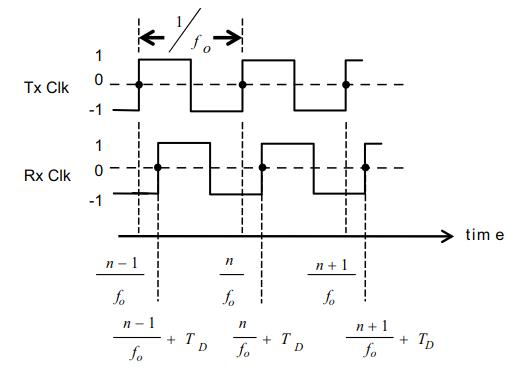 1/f_o
1
Tx Clk 0
-1
1
Rx Clk 0
-1
time
n – 1/f_o n/f_o n + 1/f_o
n – 1/f_o + T_D n/f_o + T_D n + 1/f_o + T_D